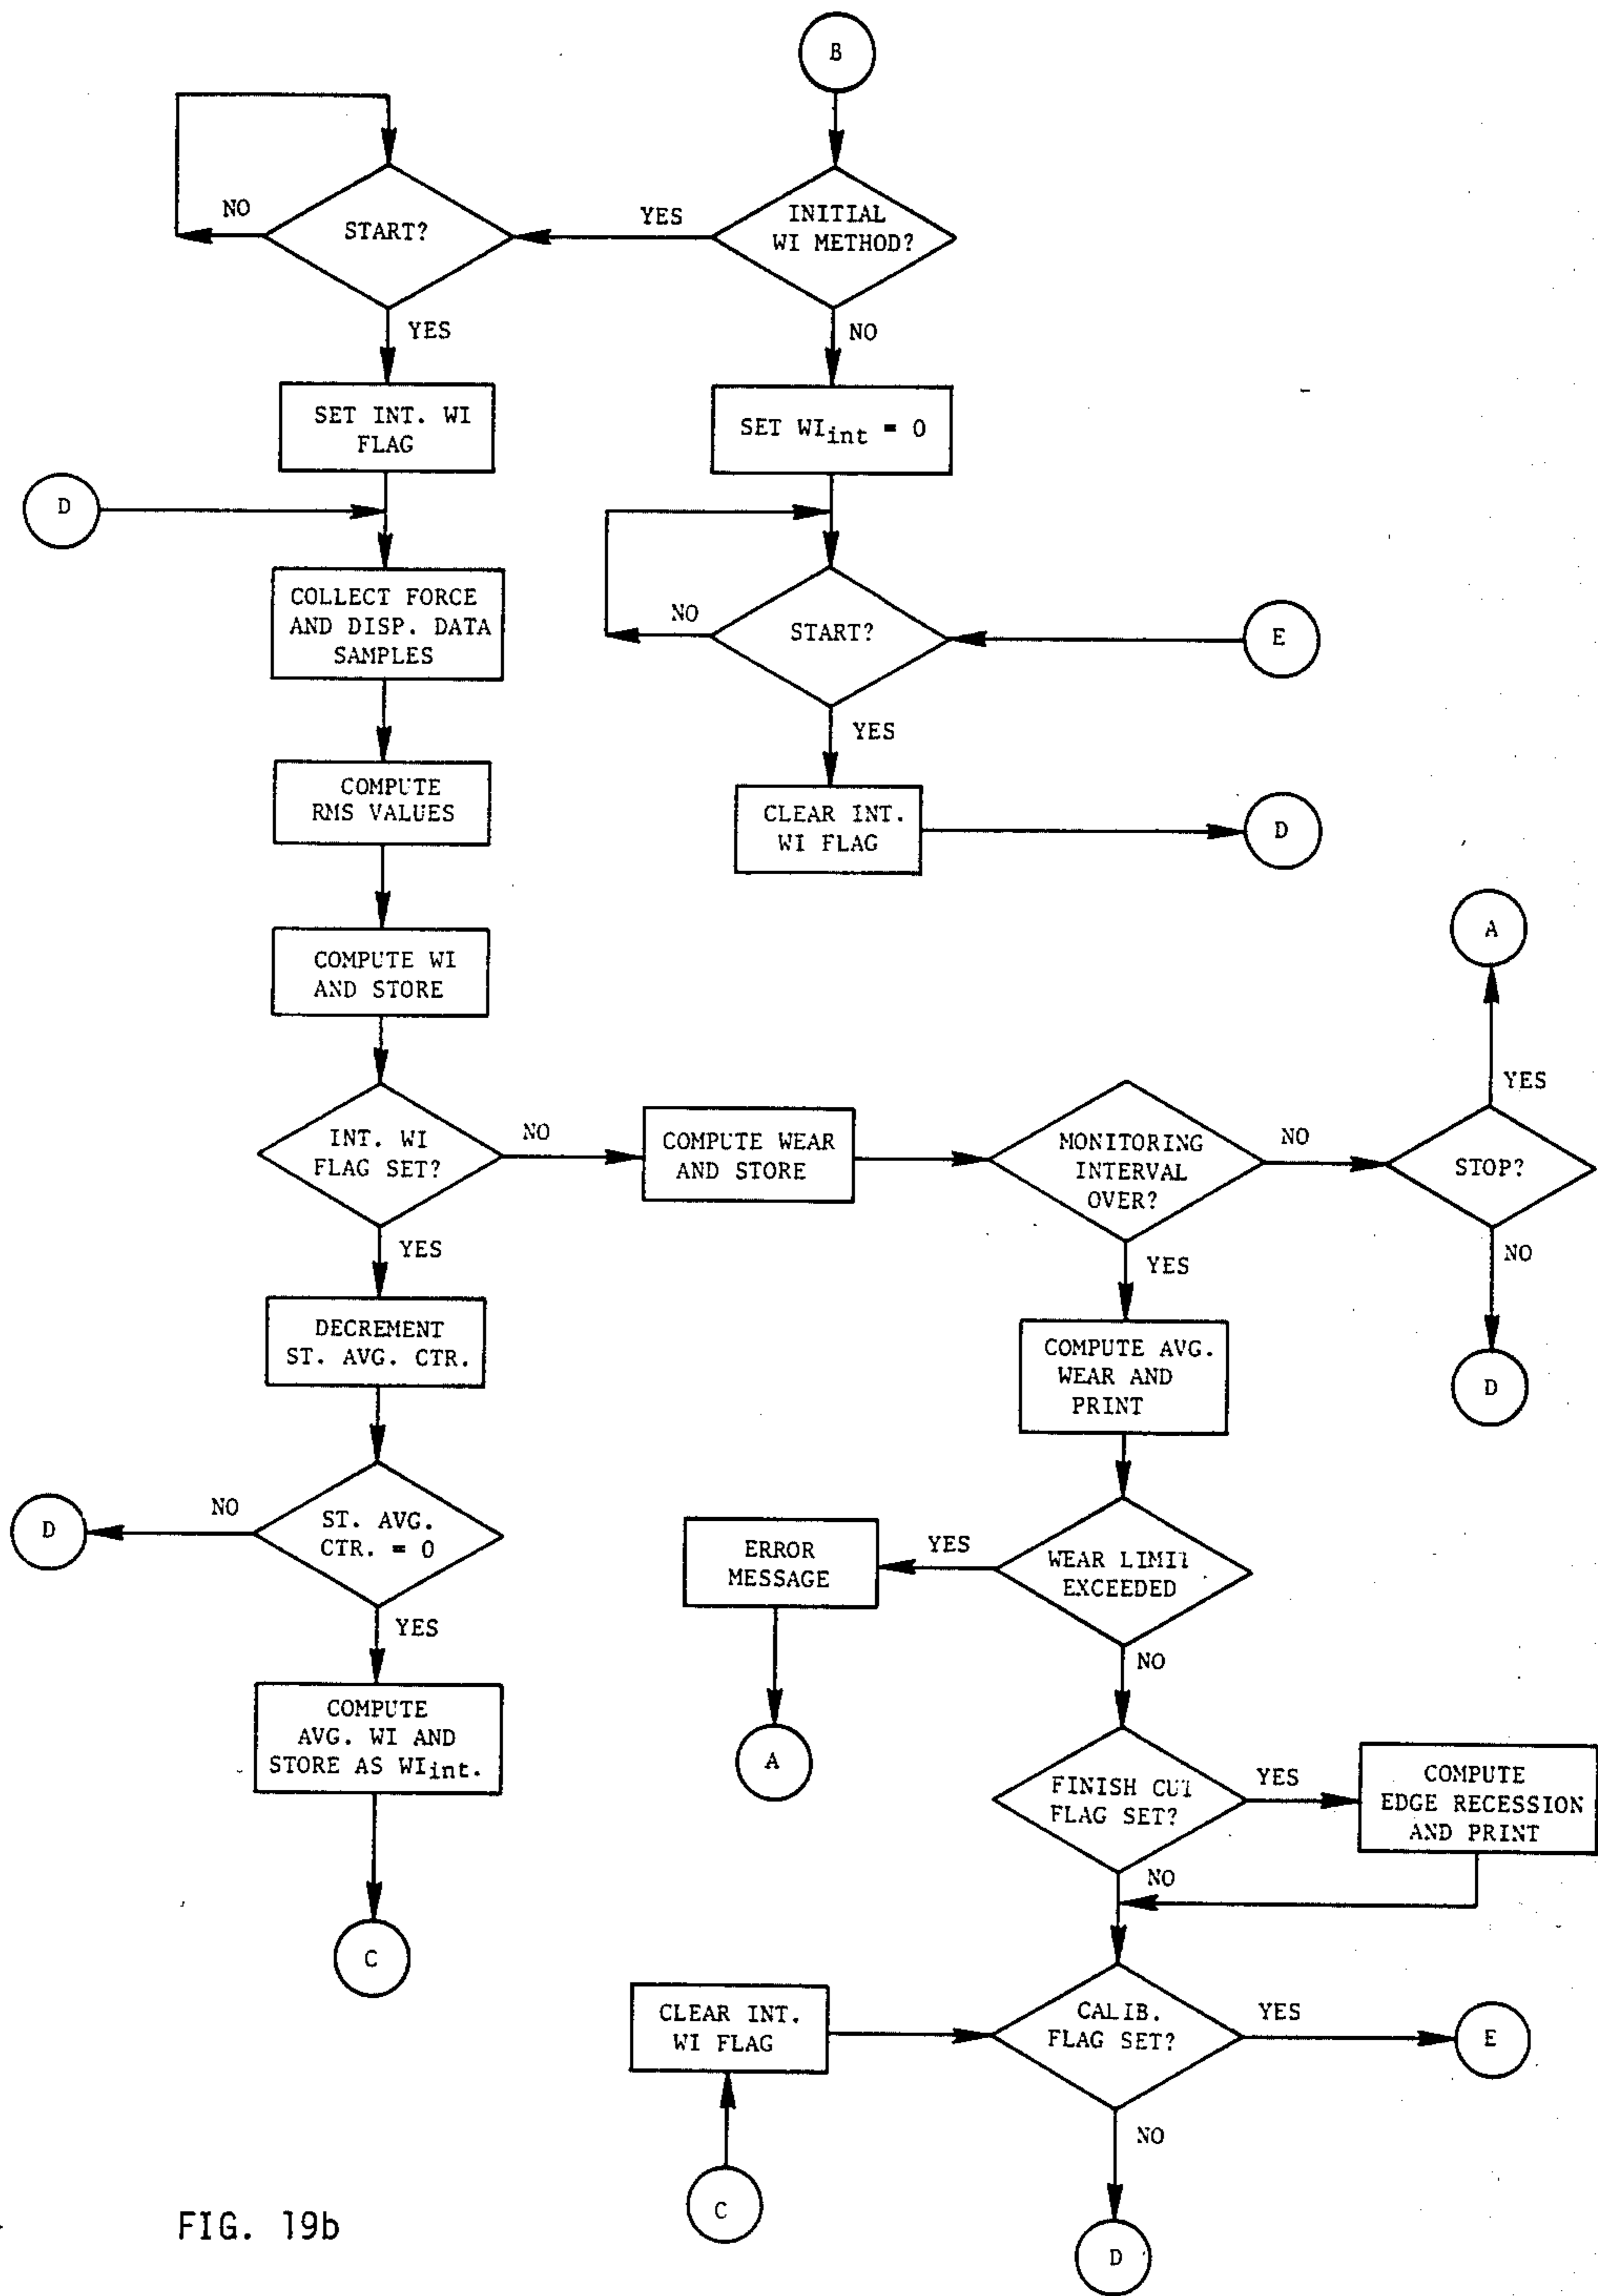 B
NO
START?
YES
INITIAL
WI METHOD?
YES
NO
SET INT. WI
FLAG
SET WIint = 0
D
COLLECT FORCE
AND DISP. DATA
SAMPLES
NO
START?
E
YES
COMPUTE
RMS VALUES
CLEAR INT.
WI FLAG
D
COMPUTE WI
AND STORE
A
YES
INT. WI
FLAG SET?
NO
COMPUTE WEAR
AND STORE
MONITORING
INTERVAL
OVER?
NO
STOP?
YES
YES
NO
DECREMENT
ST. AVG. CTR.
COMPUTE AVG.
WEAR AND
PRINT
D
D
NO
ST. AVG.
CTR. = 0
ERROR
MESSAGE
YES
WEAR LIMIT
EXCEEDED
YES
NO
COMPUTE
AVG. WI AND
STORE AS WIint.
A
FINISH CUT
FLAG SET?
YES
COMPUTE
EDGE RECESSION
AND PRINT
NO
C
CLEAR INT.
WI FLAG
CALIB.
FLAG SET?
YES
E
NO
C
D
FIG. 19b